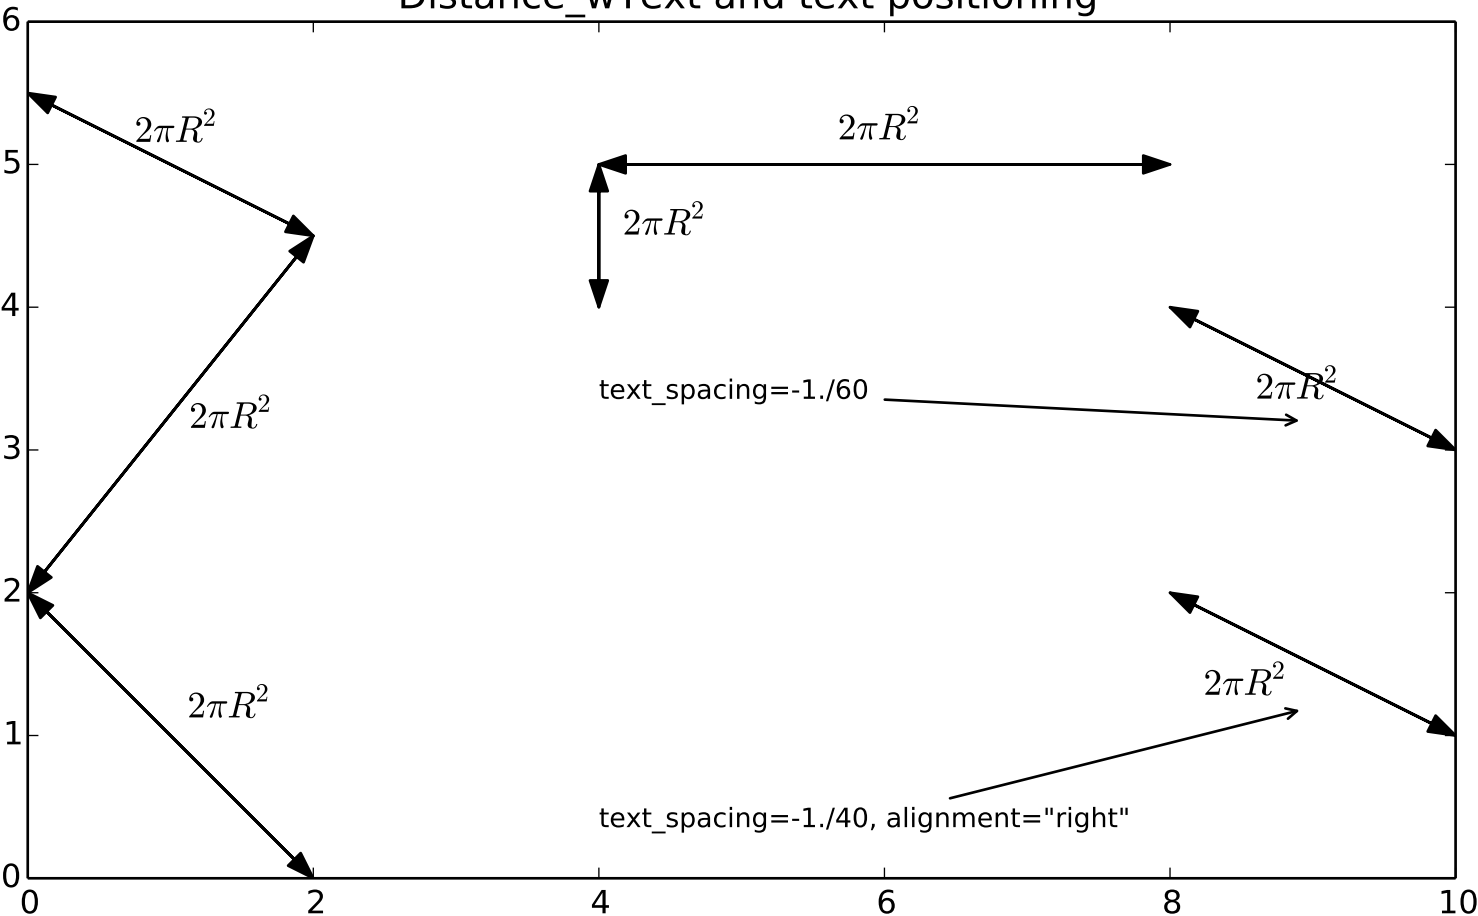 Distance_wText and text positioning
6
2πR²
2πR²
5
2πR²
4
text_spacing=-1./60
2πR²
2πR²
3
2
2πR²
2πR²
1
text_spacing=-1./40, alignment="right"
0
0 2 4 6 8 10